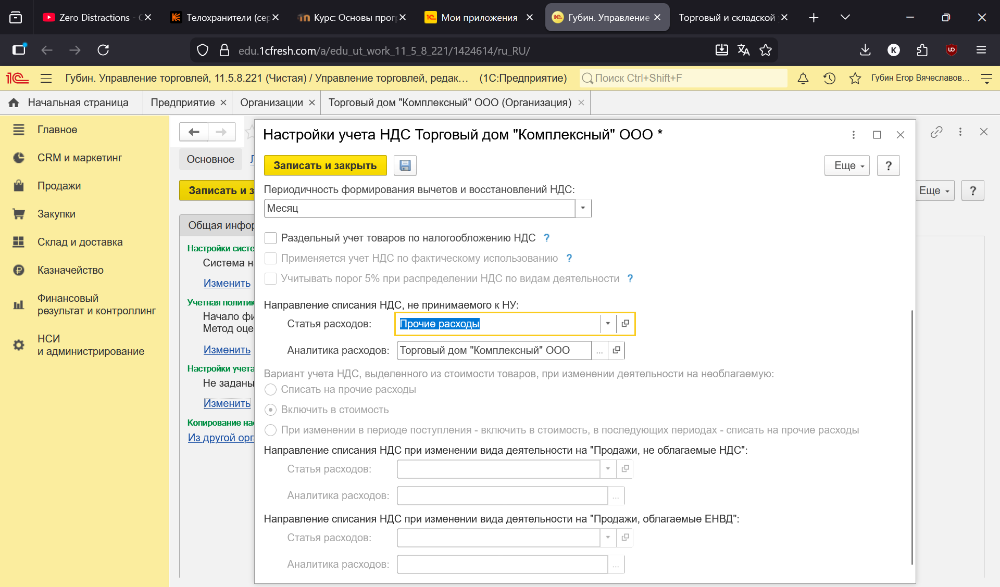 Zero Distractions -
Телохранители (сер
Курс: Основы прог
Мои приложения
Губин. Управление
Торговый и складской
edu.1cfresh.com/a/edu_ut_work_11_5_8_221/1424614/ru_RU/
K
Губин. Управление торговлей, 11.5.8.221 (Чистая) / Управление торговлей, редак... (1С:Предприятие)
Поиск Ctrl+Shift+F
Губин Егор Вячеславов...
Начальная страница
Предприятие
Организации
Торговый дом "Комплексный" ООО (Организация)
Главное
CRM и маркетинг
Продажи
Закупки
Склад и доставка
Казначейство
Финансовый
результат и контроллинг
НСИ
и администрирование
Основное
Записать и з
Общая инфор
Настройки систе
Система н
Изменить
Учетная политик
Начало фи
Метод оце
Изменить
Настройки учета
Не заданы
Изменить
Копирование нас
Из другой орга
Еще
?
Настройки учета НДС Торговый дом "Комплексный" ООО *
Записать и закрыть
Еще
?
Периодичность формирования вычетов и восстановлений НДС:
Месяц
Раздельный учет товаров по налогообложению НДС ?
Применяется учет НДС по фактическому использованию ?
Учитывать порог 5% при распределении НДС по видам деятельности ?
Направление списания НДС, не принимаемого к НУ:
Статья расходов: Прочие расходы
Аналитика расходов: Торговый дом "Комплексный" ООО ...
Вариант учета НДС, выделенного из стоимости товаров, при изменении деятельности на необлагаемую:
Списать на прочие расходы
Включить в стоимость
При изменении в периоде поступления - включить в стоимость, в последующих периодах - списать на прочие расходы
Направление списания НДС при изменении вида деятельности на "Продажи, не облагаемые НДС":
Статья расходов:
Аналитика расходов: ...
Направление списания НДС при изменении вида деятельности на "Продажи, облагаемые ЕНВД":
Статья расходов:
Аналитика расходов: ...